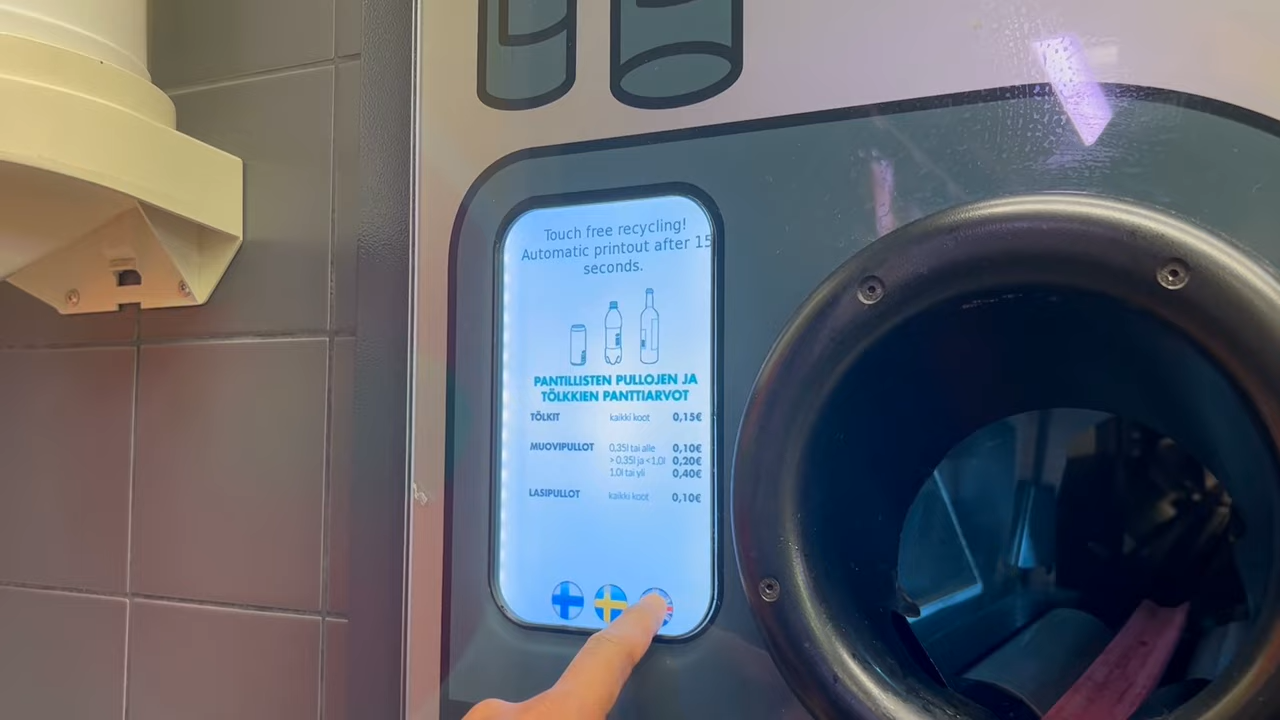 Touch free recycling!
Automatic printout after 15
seconds.
PANTILLISTEN PULLOJEN JA
TÖLKKIEN PANTTIARVOT
TÖLKIT kaikki koot 0,15€
MUOVIPULLOT 0,35l tai alle 0,10€
> 0,35l ja <1,0l 0,20€
1,0l tai yli 0,40€
LASIPULLOT kaikki koot 0,10€